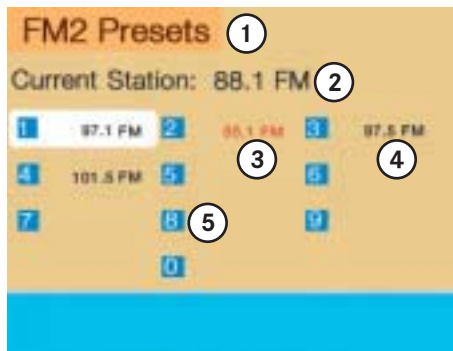 FM2 Presets 1
Current Station: 88.1 FM 2
1 97.1 FM 2 88.1 FM 3 97.5 FM
3 4
4 101.5 FM 5 6
7 8 5 9
0